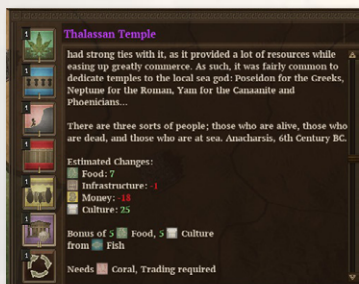 Thalassan Temple
had strong ties with it, as it provided a lot of resources while
easing up greatly commerce. As such, it was fairly common to
dedicate temples to the local sea god: Poseidon for the Greeks,
Neptune for the Roman, Yam for the Canaanite and
Phoenicians...
There are three sorts of people; those who are alive, those who
are dead, and those who are at sea. Anacharsis, 6th Century BC.
Estimated Changes:
Food: 7
Infrastructure: -1
Money: -18
Culture: 25
Bonus of 5 Food, 5 Culture
from Fish
Needs Coral, Trading required
1
1
1
1
1
1
1